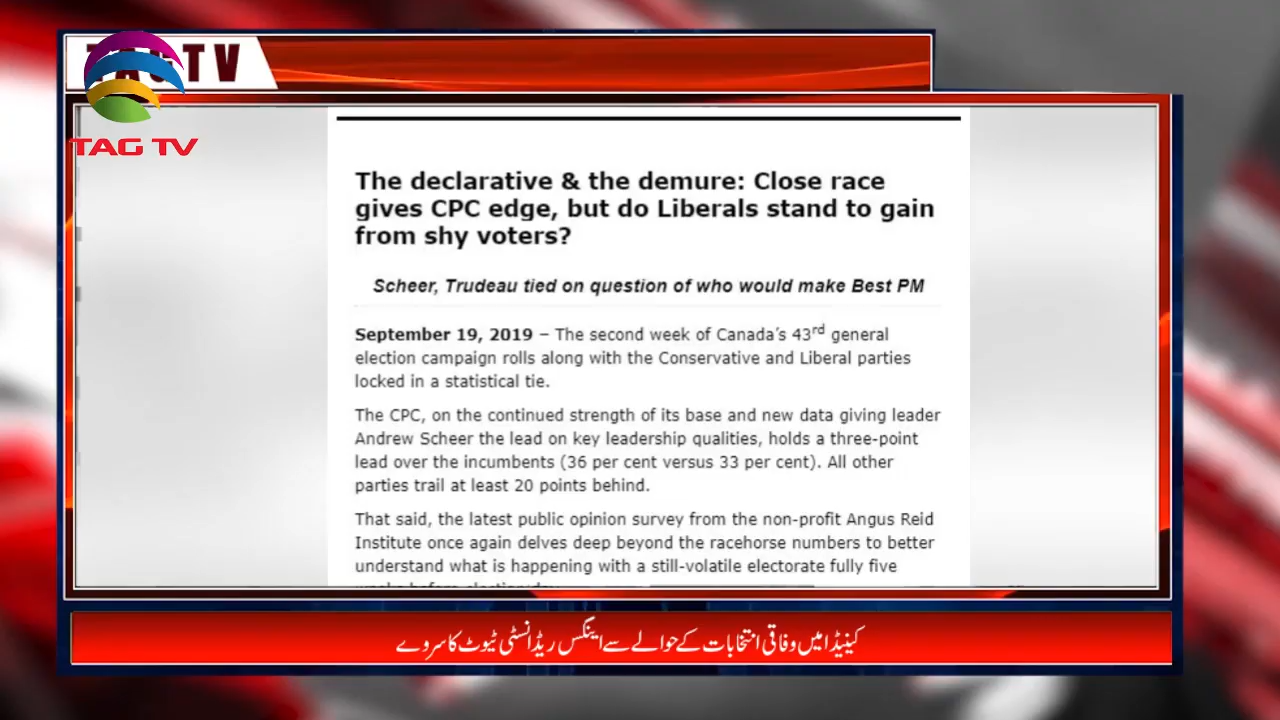 TAG TV
TAG TV
The declarative & the demure: Close race
gives CPC edge, but do Liberals stand to gain
from shy voters?
Scheer, Trudeau tied on question of who would make Best PM
September 19, 2019 – The second week of Canada's 43rd general
election campaign rolls along with the Conservative and Liberal parties
locked in a statistical tie.
The CPC, on the continued strength of its base and new data giving leader
Andrew Scheer the lead on key leadership qualities, holds a three-point
lead over the incumbents (36 per cent versus 33 per cent). All other
parties trail at least 20 points behind.
That said, the latest public opinion survey from the non-profit Angus Reid
Institute once again delves deep beyond the racehorse numbers to better
understand what is happening with a still-volatile electorate fully five
کینیڈا میں وفاقی انتخابات کے حوالے سے اینگس ریڈ انسٹی ٹیوٹ کا سروے